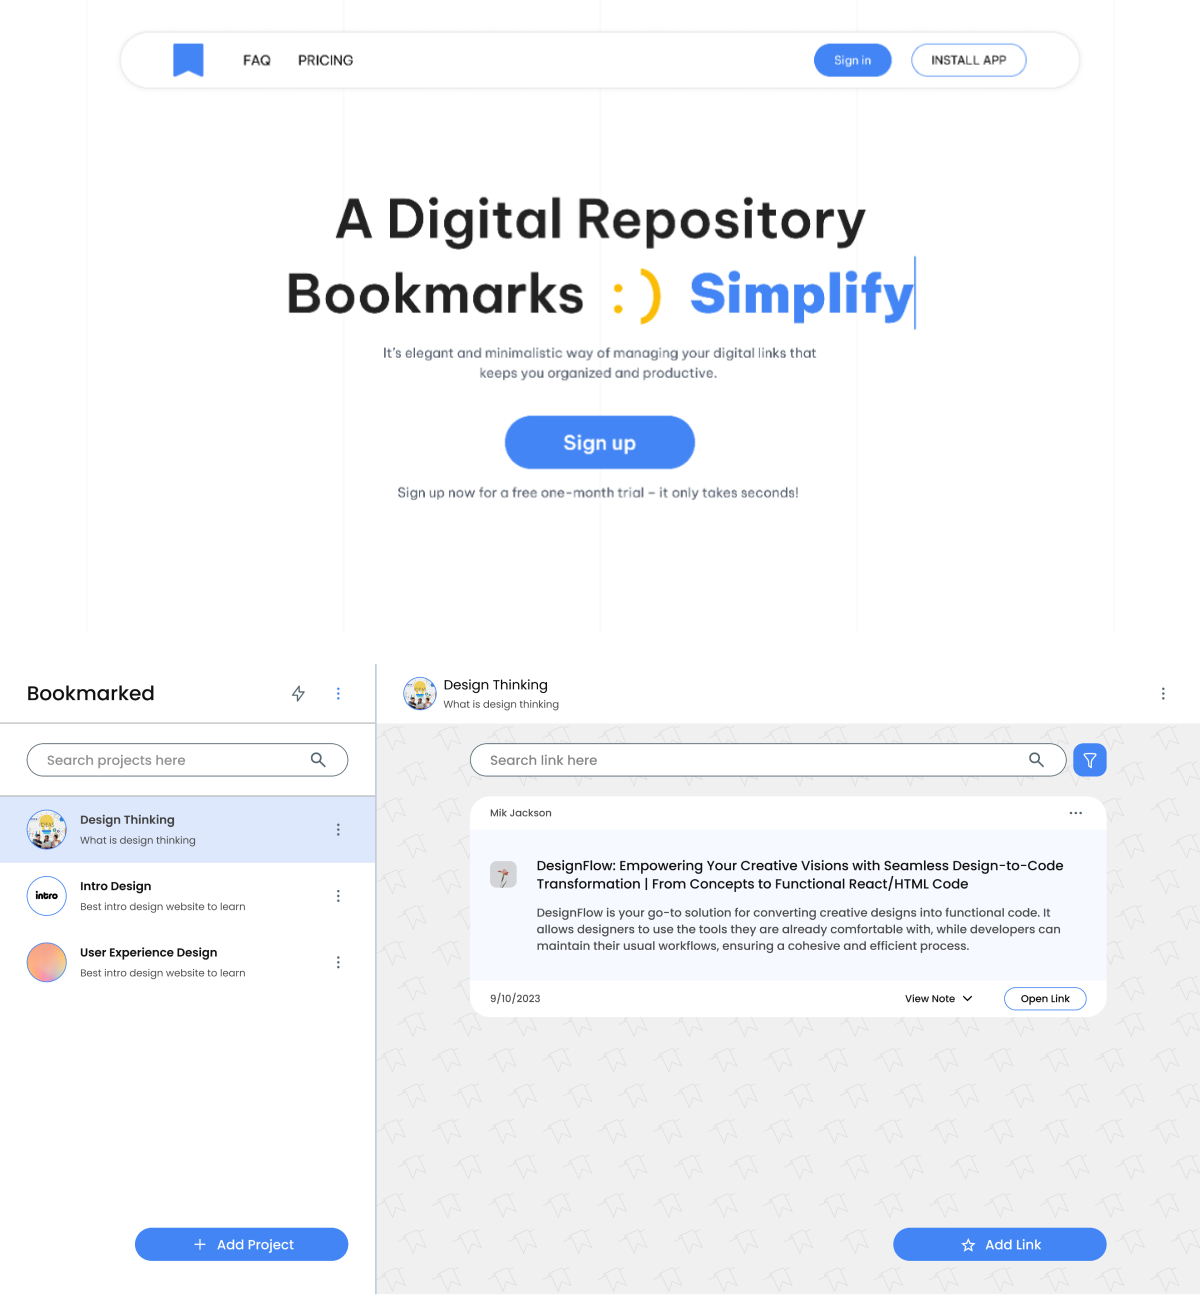 FAQ PRICING Sign in INSTALL APP
A Digital Repository
Bookmarks :) Simplify
It's elegant and minimalistic way of managing your digital links that
keeps you organized and productive.
Sign up
Sign up now for a free one-month trial – it only takes seconds!
Bookmarked
Search projects here
Design Thinking
What is design thinking
intro
Intro Design
Best intro design website to learn
User Experience Design
Best intro design website to learn
Add Project
Design Thinking
What is design thinking
Search link here
Mik Jackson
DesignFlow: Empowering Your Creative Visions with Seamless Design-to-Code
Transformation | From Concepts to Functional React/HTML Code
DesignFlow is your go-to solution for converting creative designs into functional code. It
allows designers to use the tools they are already comfortable with, while developers can
maintain their usual workflows, ensuring a cohesive and efficient process.
9/10/2023 View Note Open Link
Add Link